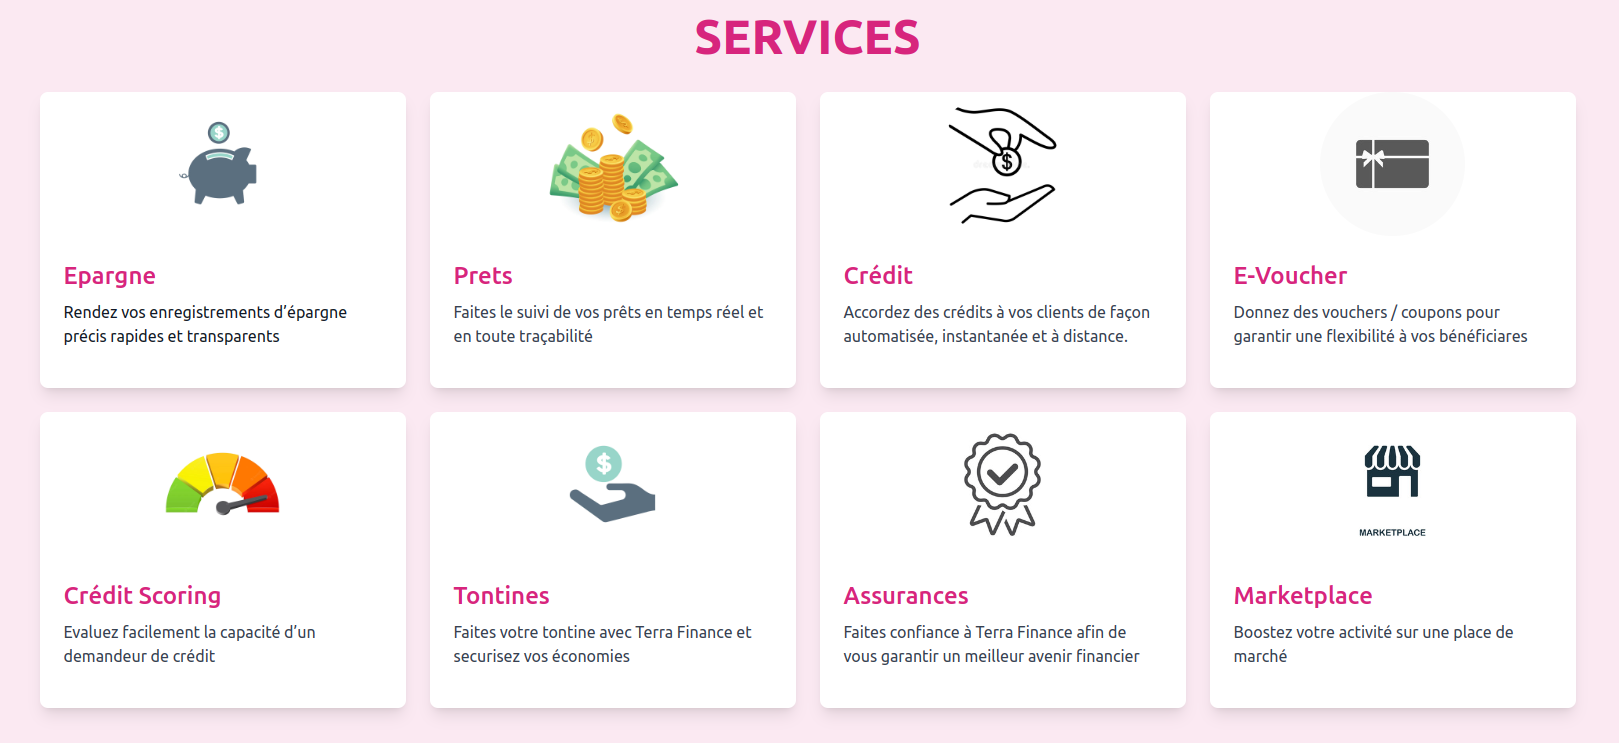 SERVICES
Epargne
Rendez vos enregistrements d’épargne
précis rapides et transparents
Prets
Faites le suivi de vos prêts en temps réel et
en toute traçabilité
Crédit
Accordez des crédits à vos clients de façon
automatisée, instantanée et à distance.
E-Voucher
Donnez des vouchers / coupons pour
garantir une flexibilité à vos bénéficiares
Crédit Scoring
Evaluez facilement la capacité d’un
demandeur de crédit
Tontines
Faites votre tontine avec Terra Finance et
securisez vos économies
Assurances
Faites confiance à Terra Finance afin de
vous garantir un meilleur avenir financier
MARKETPLACE
Marketplace
Boostez votre activité sur une place de
marché